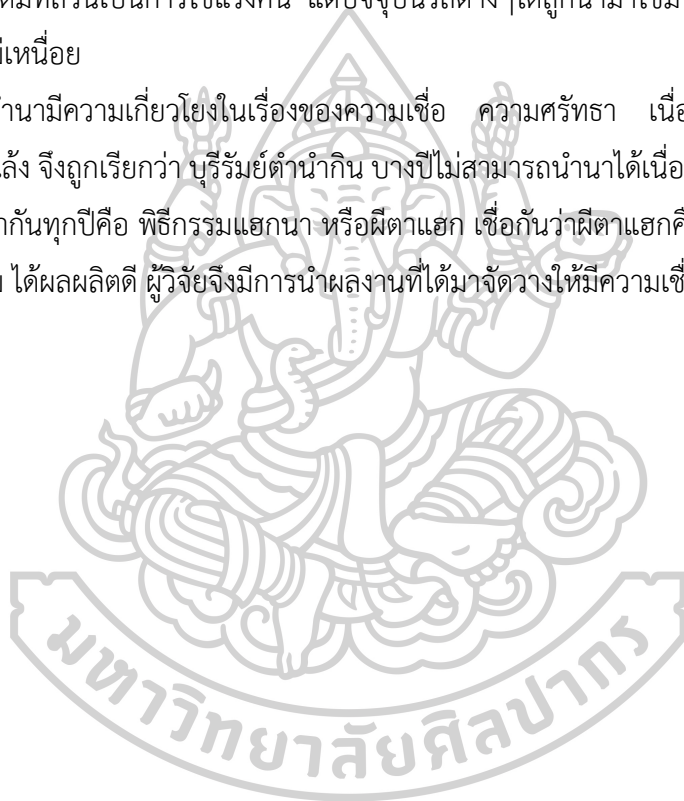 ดิมทีล้วนเป็นการใช้แรงคน แต่ปัจจุบันรถต่าง ๆได้ถูกนำมาใช้ม
มีเหนื่อย
ทำนามีความเกี่ยวโยงในเรื่องของความเชื่อ ความศรัทธา เนื่อ
แล้ง จึงถูกเรียกว่า บุรีรัมย์ตำน้ำกิน บางปีไม่สามารถทำนาได้เนื่อ
ำกันทุกปีคือ พิธีกรรมแฮกนา หรือผีตาแฮก เชื่อกันว่าผีตาแฮกคื
ได้ผลผลิตดี ผู้วิจัยจึงมีการนำผลงานที่ได้มาจัดวางให้มีความเชื่
มหาวิทยาลัยศิลปากร